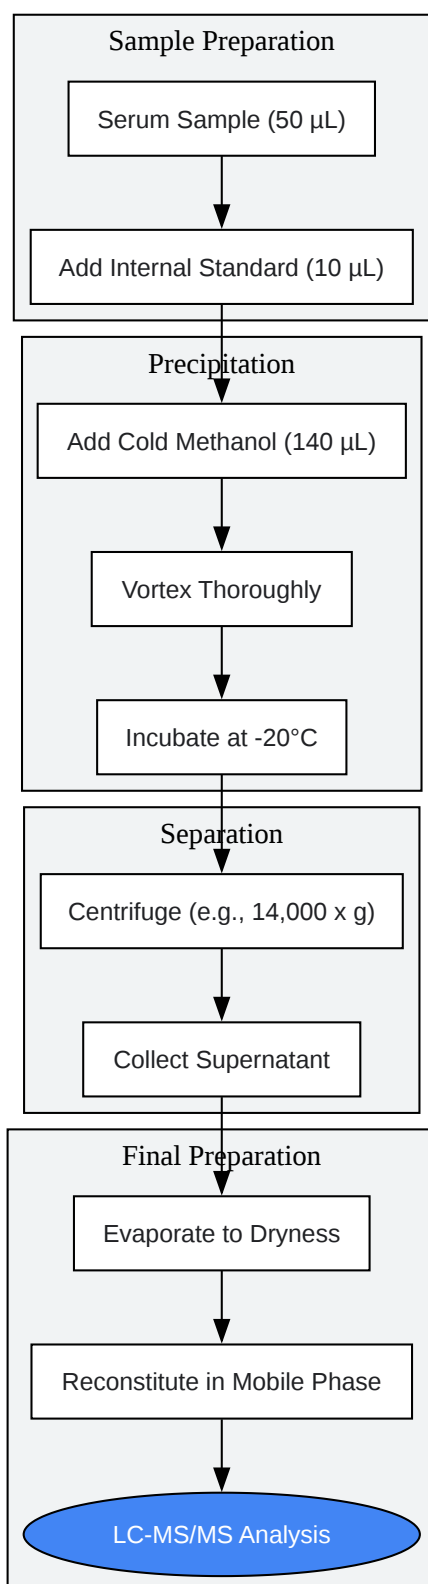 Sample Preparation
Serum Sample (50 µL)
Add Internal Standard (10 µL)
Precipitation
Add Cold Methanol (140 µL)
Vortex Thoroughly
Incubate at -20°C
Separation
Centrifuge (e.g., 14,000 x g)
Collect Supernatant
Final Preparation
Evaporate to Dryness
Reconstitute in Mobile Phase
LC-MS/MS Analysis